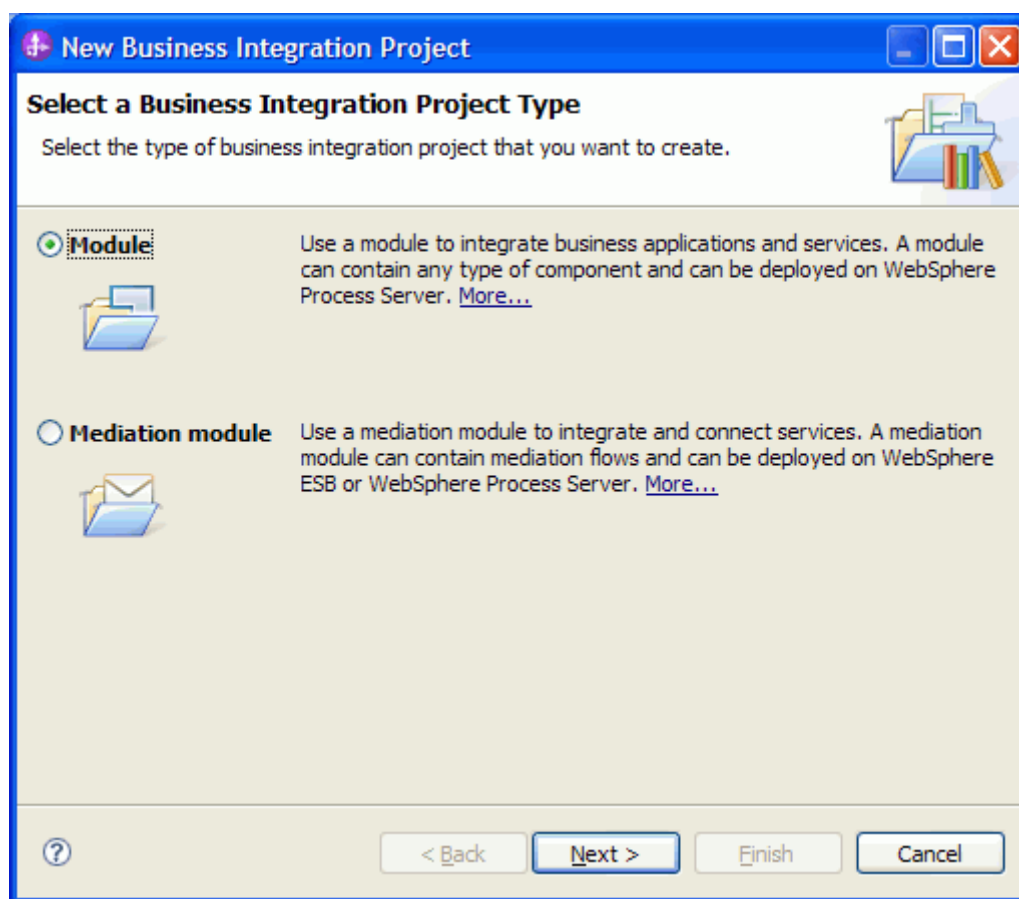 New Business Integration Project
Select a Business Integration Project Type
Select the type of business integration project that you want to create.
Module
Use a module to integrate business applications and services. A module
can contain any type of component and can be deployed on WebSphere
Process Server. More...
Mediation module
Use a mediation module to integrate and connect services. A mediation
module can contain mediation flows and can be deployed on WebSphere
ESB or WebSphere Process Server. More...
? < Back Next > Finish Cancel